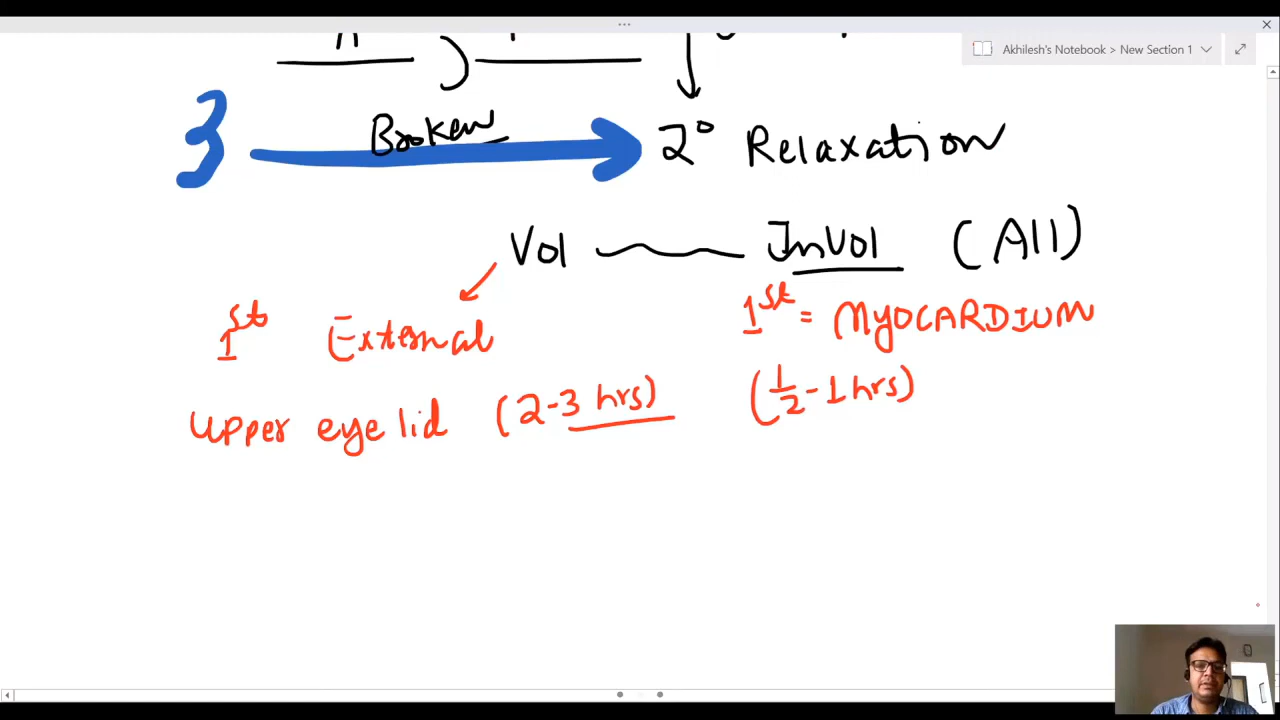 Akhilesh's Notebook > New Section 1
3 Broken 2° Relaxation
Vol InVol (All)
1st External 1st = MYOCARDIUM
Upper eye lid (2-3 hrs) (1/2 - 1 hrs)